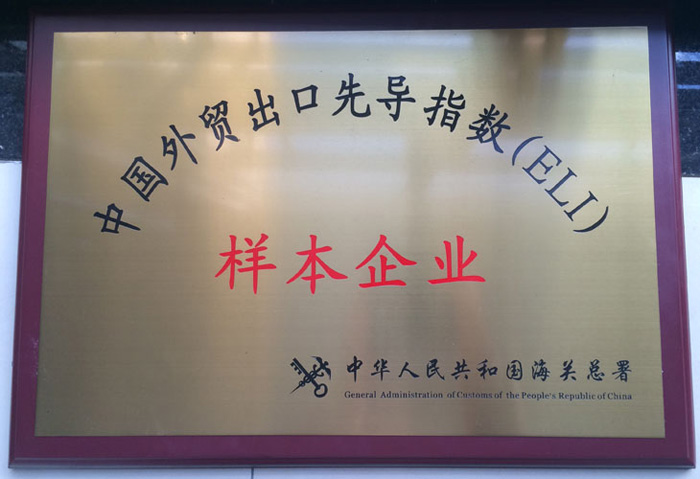 中国外贸出口先导指数(ELI)
样本企业
中华人民共和国海关总署
General Administration of Customs of the People's Republic of China